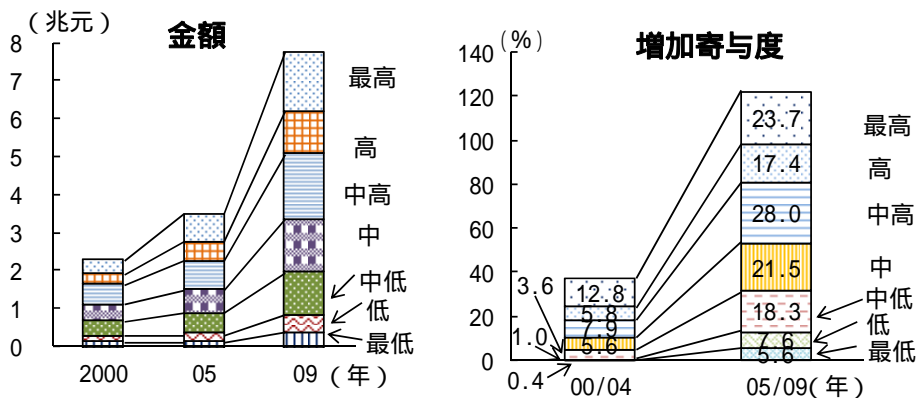 （兆元）
金額
8
7
6
5
4
3
2
1
0
最高
高
中高
中
中低
低
最低
2000 05 09 （年）
(%)
増加寄与度
140
120
100
80
60
40
20
0
23.7
17.4
28.0
21.5
18.3
7.6
5.6
12.8
5.8
7.9
5.6
3.6
1.0
0.4
最高
高
中高
中
中低
低
最低
00/04 05/09（年）